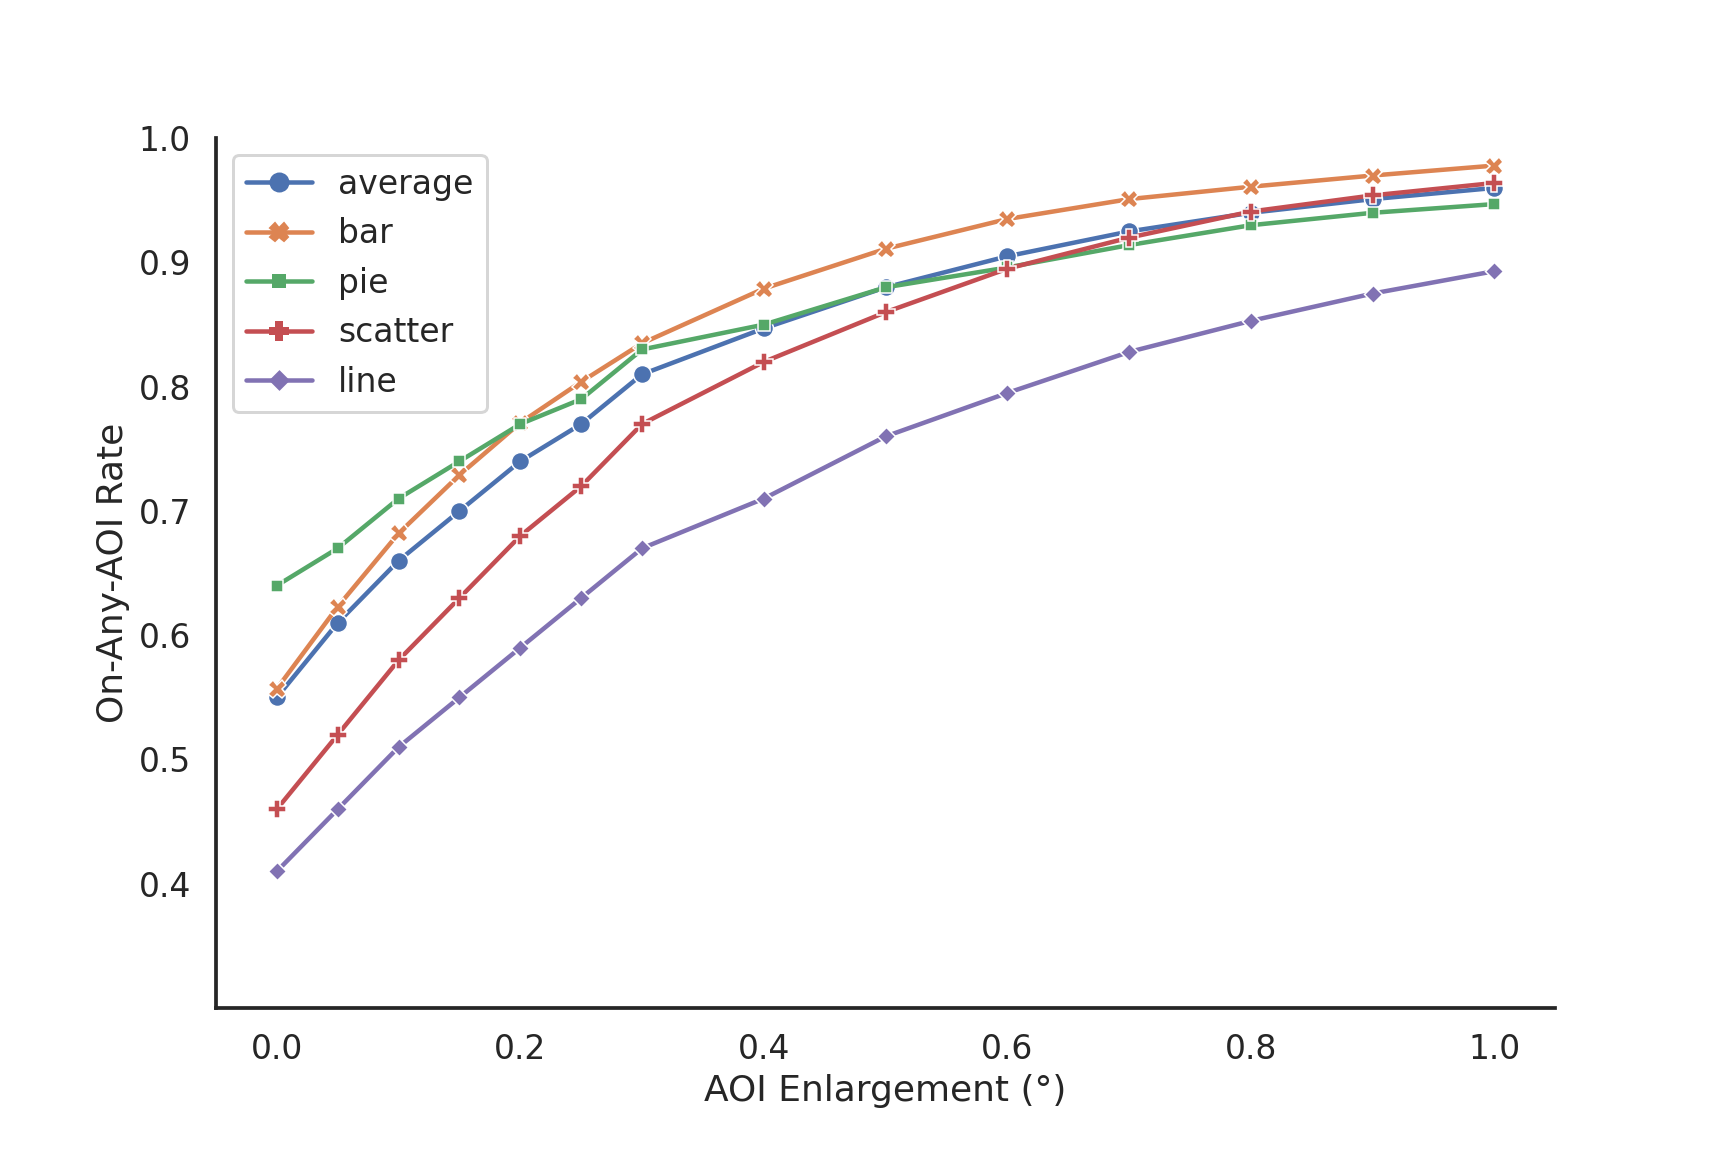 1.0
0.9
0.8
0.7
0.6
0.5
0.4
On-Any-AOI Rate
average
bar
pie
scatter
line
0.0 0.2 0.4 0.6 0.8 1.0
AOI Enlargement (°)